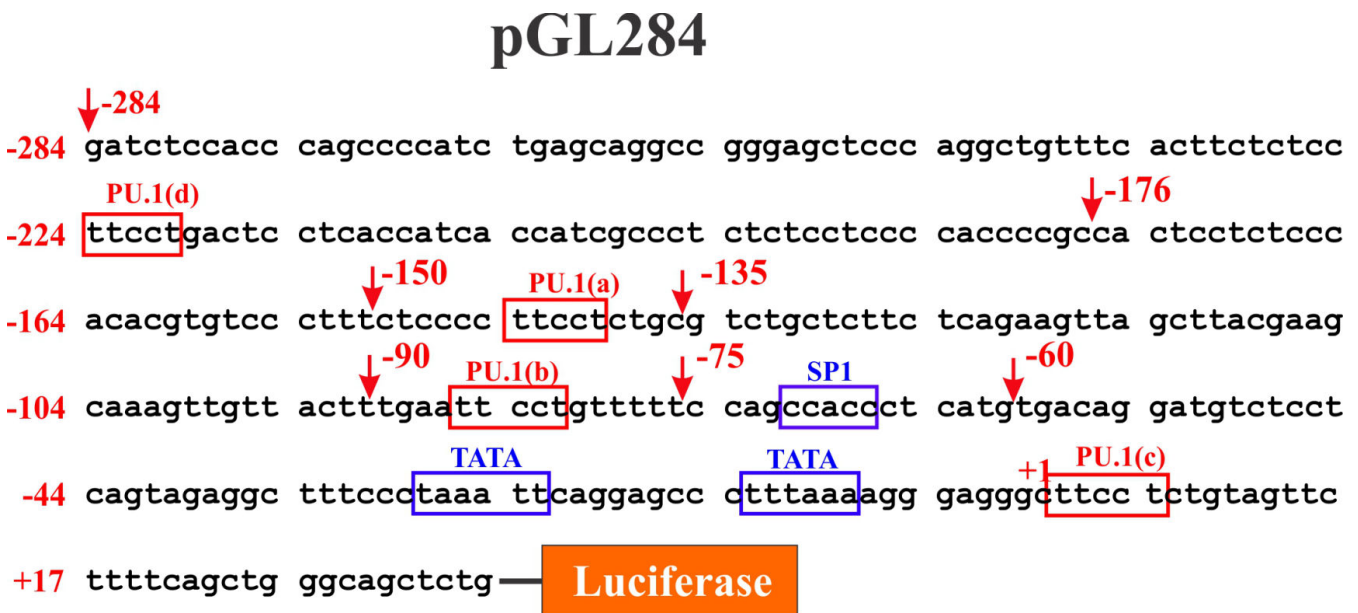 pGL284
-284
-284 gatctccacc cagccccatc tgagcaggcc gggagctccc aggctgtttc acttctctcc
PU.1(d) -176
-224 ttcctgactc ctcaccatca ccatcgccct ctctcctccc caccccgcca ctcctctccc
-150 PU.1(a) -135
-164 acacgtgtcc ctttctcccc ttcctctgcg tctgctcttc tcagaagtta gcttacgaag
-90 PU.1(b) -75 SP1 -60
-104 caaagttgtt actttgaatt cctgtttttc cagccaccct catgtgacag gatgtctcct
TATA TATA +1 PU.1(c)
-44 cagtagaggc tttccctaaa ttcaggagcc ctttaaaagg gagggcttcc tctgtagttc
+17 ttttcagctg ggcagctctg Luciferase